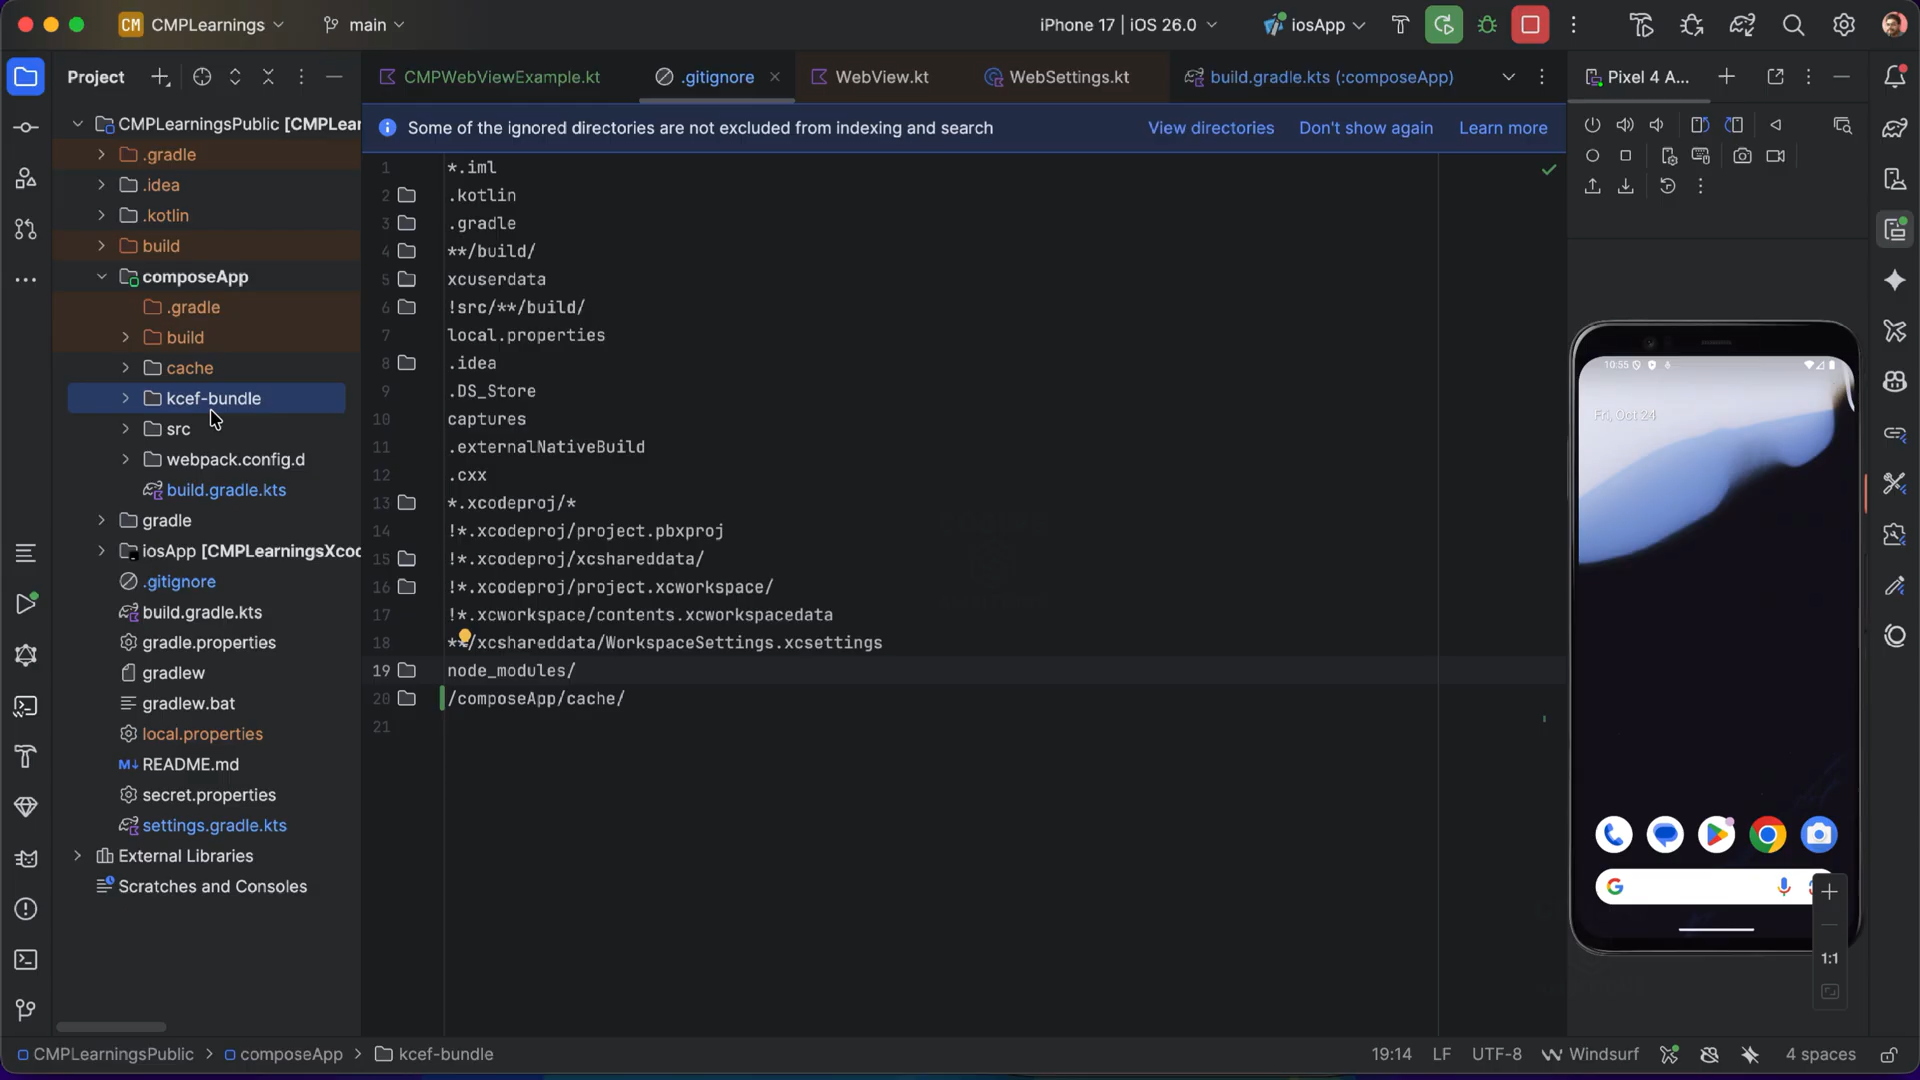 CM CMPLearnings main iPhone 17 | iOS 26.0 iosApp
Project
CMPWebViewExample.kt .gitignore WebView.kt WebSettings.kt build.gradle.kts (:composeApp)
Pixel 4 A...
Some of the ignored directories are not excluded from indexing and search View directories Don't show again Learn more
CMPLearningsPublic [CMPLear
.gradle
.idea
.kotlin
build
composeApp
.gradle
build
cache
kcef-bundle
src
webpack.config.d
build.gradle.kts
gradle
iosApp [CMPLearningsXcod
.gitignore
build.gradle.kts
gradle.properties
gradlew
gradlew.bat
local.properties
M↓ README.md
secret.properties
settings.gradle.kts
External Libraries
Scratches and Consoles
1 *.iml
2 .kotlin
3 .gradle
4 **/build/
5 xcuserdata
6 !src/**/build/
7 local.properties
8 .idea
9 .DS_Store
10 captures
11 .externalNativeBuild
12 .cxx
13 *.xcodeproj/*
14 !*.xcodeproj/project.pbxproj
15 !*.xcodeproj/xcshareddata/
16 !*.xcodeproj/project.xcworkspace/
17 !*.xcworkspace/contents.xcworkspacedata
18 **/xcshareddata/WorkspaceSettings.xcsettings
19 node_modules/
20 /composeApp/cache/
21
10:55
Fri, Oct 24
1:1
CMPLearningsPublic > composeApp > kcef-bundle
19:14 LF UTF-8 Windsurf 4 spaces